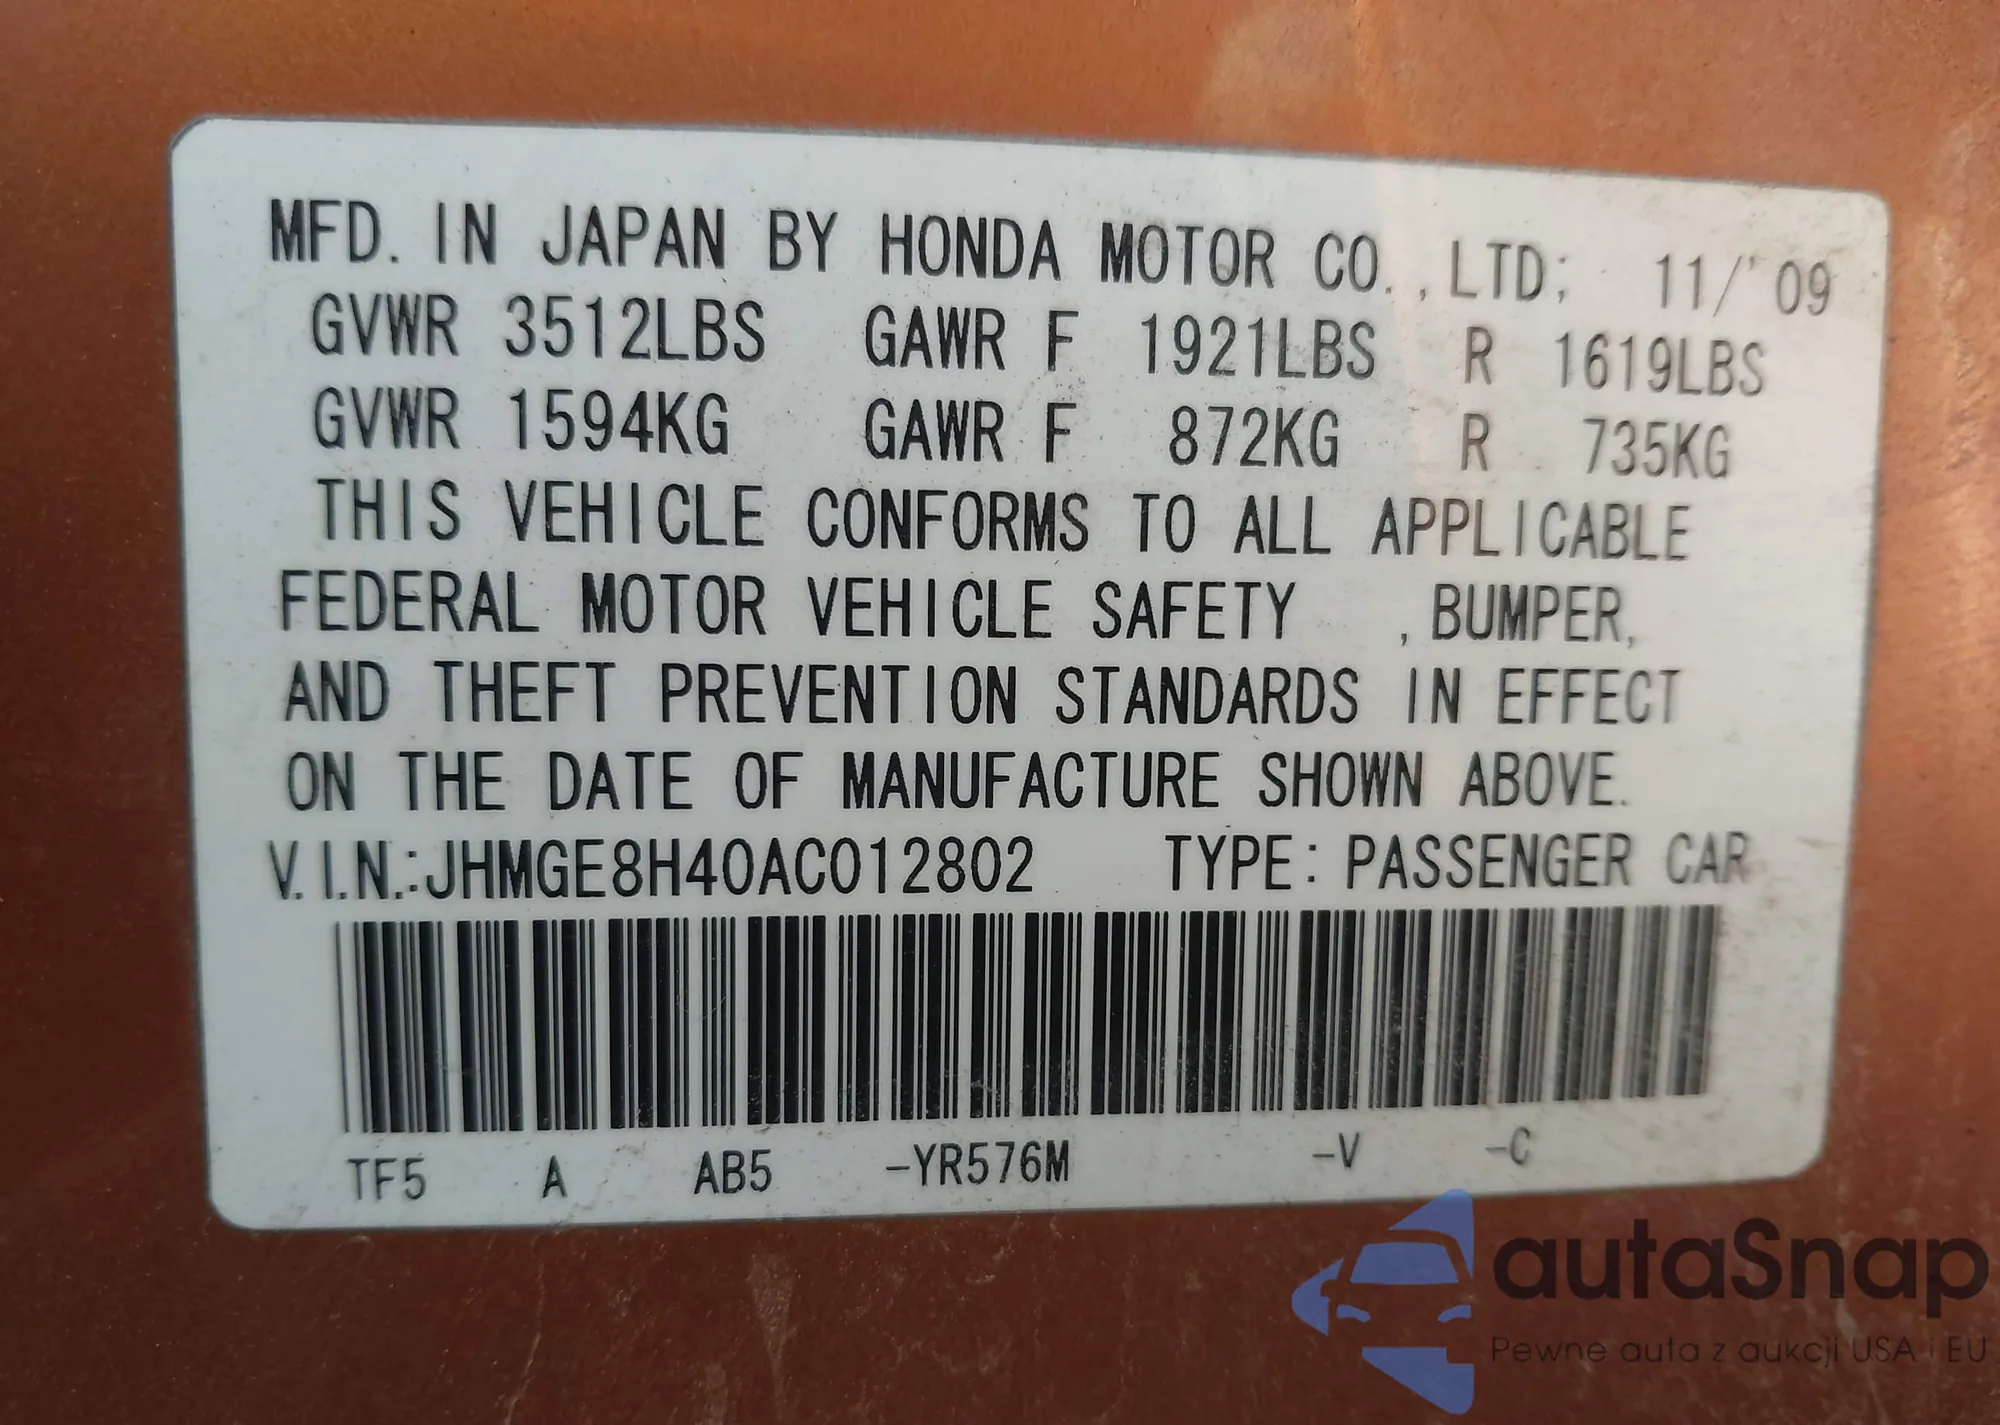 MFD. IN JAPAN BY HONDA MOTOR CO.,LTD; 11/'09
GVWR 3512LBS GAWR F 1921LBS R 1619LBS
GVWR 1594KG GAWR F 872KG R 735KG
THIS VEHICLE CONFORMS TO ALL APPLICABLE
FEDERAL MOTOR VEHICLE SAFETY ,BUMPER,
AND THEFT PREVENTION STANDARDS IN EFFECT
ON THE DATE OF MANUFACTURE SHOWN ABOVE.
V.I.N.:JHMGE8H40AC012802 TYPE: PASSENGER CAR
TF5 A AB5 -YR576M -V -C
autaSnap
Pewne auta z aukcji USA i EU